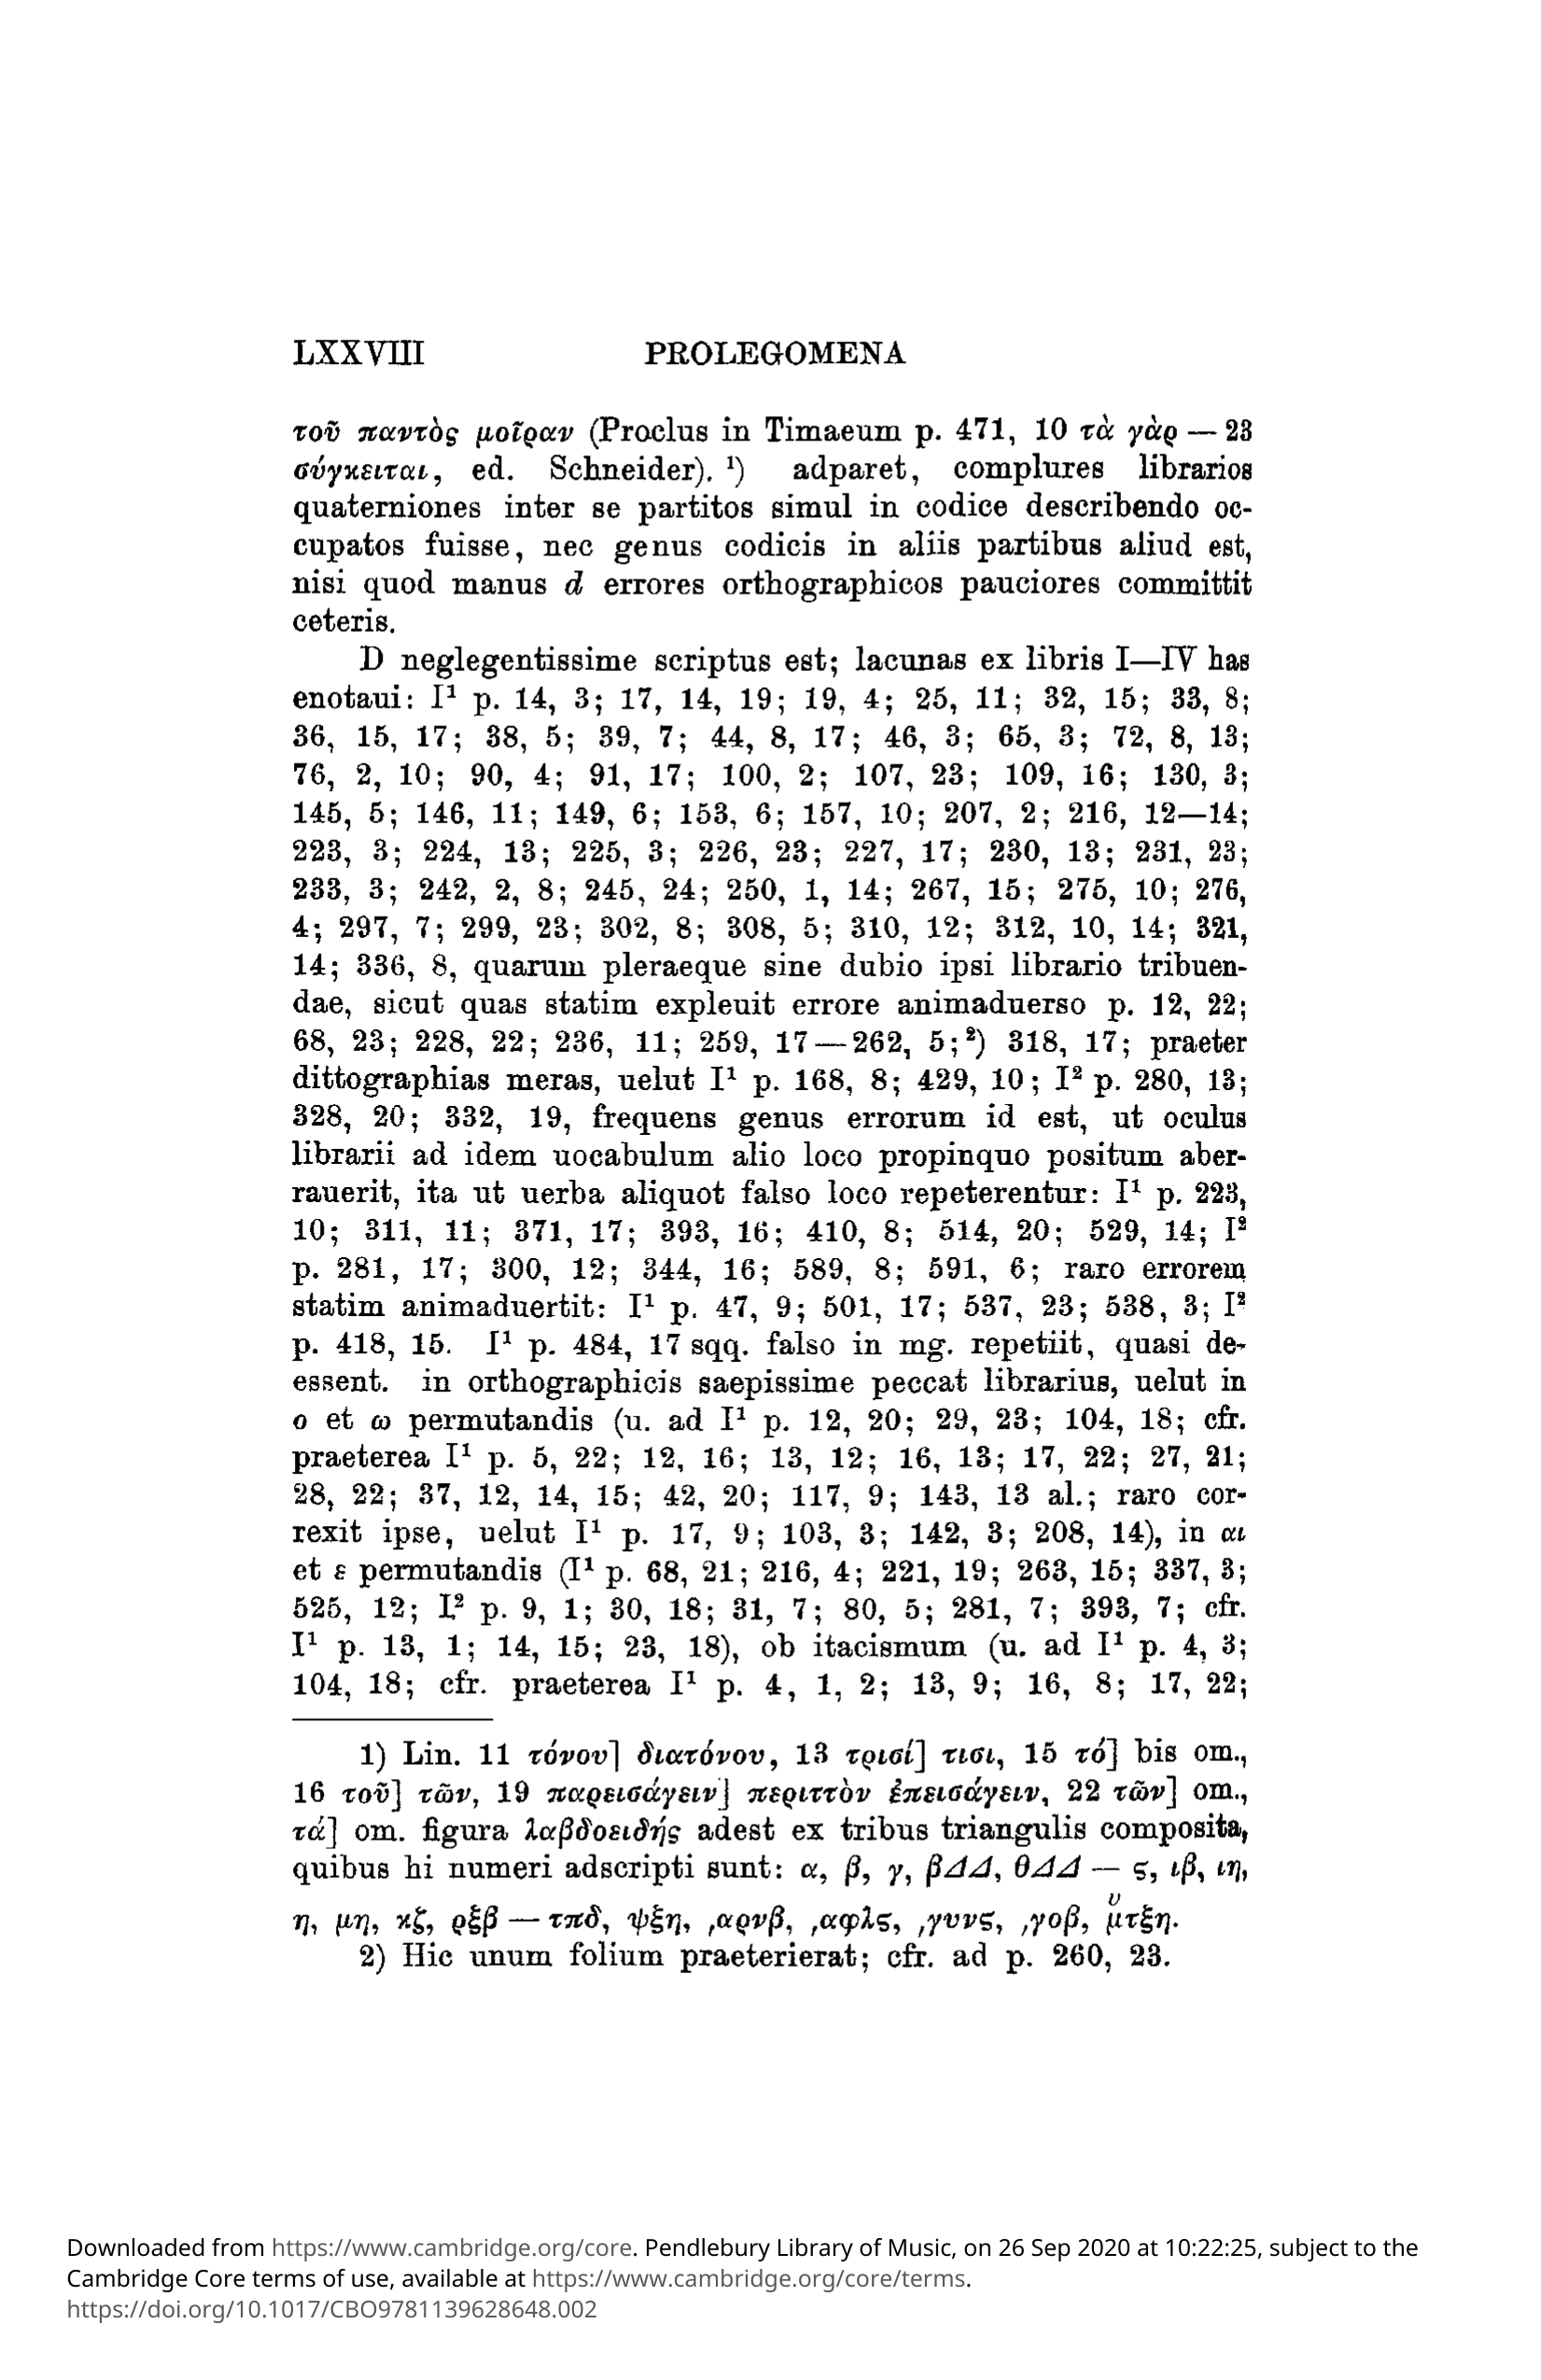 LXXVIII PROLEGOMENA
τοῦ παντὸς μοῖραν (Proclus in Timaeum p. 471, 10 τὰ γὰρ — 23
σύγκειται, ed. Schneider). ¹) adparet, complures librarios
quaterniones inter se partitos simul in codice describendo oc-
cupatos fuisse, nec genus codicis in aliis partibus aliud est,
nisi quod manus d errores orthographicos pauciores committit
ceteris.
D neglegentissime scriptus est; lacunas ex libris I—IV has
enotaui: I¹ p. 14, 3; 17, 14, 19; 19, 4; 25, 11; 32, 15; 33, 8;
36, 15, 17; 38, 5; 39, 7; 44, 8, 17; 46, 3; 65, 3; 72, 8, 13;
76, 2, 10; 90, 4; 91, 17; 100, 2; 107, 23; 109, 16; 130, 3;
145, 5; 146, 11; 149, 6; 153, 6; 157, 10; 207, 2; 216, 12—14;
223, 3; 224, 13; 225, 3; 226, 23; 227, 17; 230, 13; 231, 23;
233, 3; 242, 2, 8; 245, 24; 250, 1, 14; 267, 15; 275, 10; 276,
4; 297, 7; 299, 23; 302, 8; 308, 5; 310, 12; 312, 10, 14; 321,
14; 336, 8, quarum pleraeque sine dubio ipsi librario tribuen-
dae, sicut quas statim expleuit errore animaduerso p. 12, 22;
68, 23; 228, 22; 236, 11; 259, 17—262, 5;²) 318, 17; praeter
dittographias meras, uelut I¹ p. 168, 8; 429, 10; I² p. 280, 13;
328, 20; 332, 19, frequens genus errorum id est, ut oculus
librarii ad idem uocabulum alio loco propinquo positum aber-
rauerit, ita ut uerba aliquot falso loco repeterentur: I¹ p. 223,
10; 311, 11; 371, 17; 393, 16; 410, 8; 514, 20; 529, 14; I²
p. 281, 17; 300, 12; 344, 16; 589, 8; 591, 6; raro errorem
statim animaduertit: I¹ p. 47, 9; 501, 17; 537, 23; 538, 3; I²
p. 418, 15. I¹ p. 484, 17 sqq. falso in mg. repetiit, quasi de-
essent. in orthographicis saepissime peccat librarius, uelut in
ο et ω permutandis (u. ad I¹ p. 12, 20; 29, 23; 104, 18; cfr.
praeterea I¹ p. 5, 22; 12, 16; 13, 12; 16, 13; 17, 22; 27, 21;
28, 22; 37, 12, 14, 15; 42, 20; 117, 9; 143, 13 al.; raro cor-
rexit ipse, uelut I¹ p. 17, 9; 103, 3; 142, 3; 208, 14), in αι
et ε permutandis (I¹ p. 68, 21; 216, 4; 221, 19; 263, 15; 337, 3;
525, 12; I² p. 9, 1; 30, 18; 31, 7; 80, 5; 281, 7; 393, 7; cfr.
I¹ p. 13, 1; 14, 15; 23, 18), ob itacismum (u. ad I¹ p. 4, 3;
104, 18; cfr. praeterea I¹ p. 4, 1, 2; 13, 9; 16, 8; 17, 22;
1) Lin. 11 τόνου] διατόνου, 13 τρισί] τισι, 15 τό] bis om.,
16 τοῦ] τῶν, 19 παρεισάγειν] περιττὸν ἐπεισάγειν, 22 τῶν] om.,
τά] om. figura λαβδοειδής adest ex tribus triangulis composita,
quibus hi numeri adscripti sunt: α, β, γ, βΔΔ, θΔΔ — ς, ιβ, ιη,
η, μη, κζ, ρξβ — τπδ, ψξη, ͵αρνβ, ͵αφλς, ͵γυνς, ͵γοβ, μͧτξη.
2) Hic unum folium praeterierat; cfr. ad p. 260, 23.
Downloaded from https://www.cambridge.org/core. Pendlebury Library of Music, on 26 Sep 2020 at 10:22:25, subject to the
Cambridge Core terms of use, available at https://www.cambridge.org/core/terms.
https://doi.org/10.1017/CBO9781139628648.002